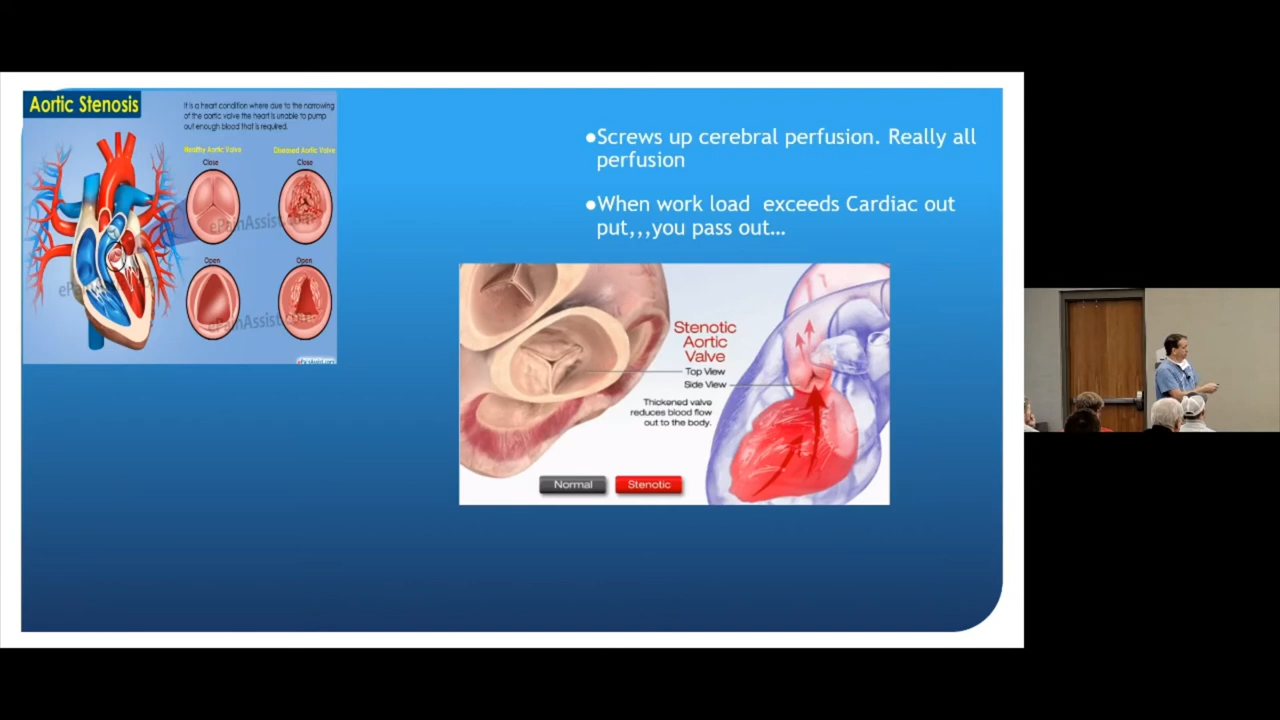 Aortic Stenosis
It is a heart condition where due to the narrowing
of the aortic valve the heart is unable to pump
out enough blood that is required.
Healthy Aortic Valve
Diseased Aortic Valve
Close
Close
Open
Open
●Screws up cerebral perfusion. Really all
perfusion
●When work load exceeds Cardiac out
put,,,you pass out…
Stenotic
Aortic
Valve
Top View
Side View
Thickened valve
reduces blood flow
out to the body.
Normal
Stenotic